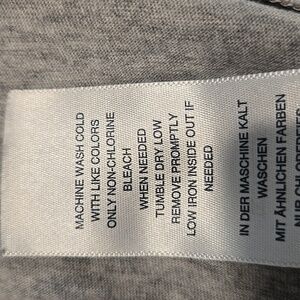 MACHINE WASH COLD
WITH LIKE COLORS
ONLY NON-CHLORINE
BLEACH
WHEN NEEDED
TUMBLE DRY LOW
REMOVE PROMPTLY
LOW IRON INSIDE OUT IF
NEEDED
IN DER MASCHINE KALT
WASCHEN
MIT ÄHNLICHEN FARBEN